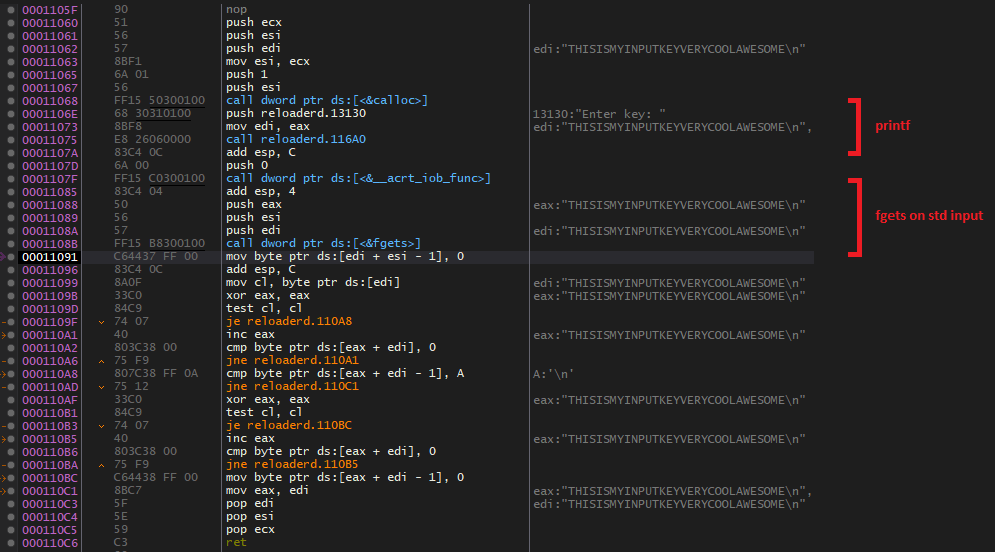 0001105F 90 nop
00011060 51 push ecx
00011061 56 push esi
00011062 57 push edi edi:"THISISMYINPUTKEYVERYCOOLAWESOME\n"
00011063 8BF1 mov esi, ecx
00011065 6A 01 push 1
00011067 56 push esi
00011068 FF15 50300100 call dword ptr ds:[<&calloc>]
0001106E 68 30310100 push reloaderd.13130 13130:"Enter key: "
00011073 8BF8 mov edi, eax edi:"THISISMYINPUTKEYVERYCOOLAWESOME\n",
printf
00011075 E8 26060000 call reloaderd.116A0
0001107A 83C4 0C add esp, C
0001107D 6A 00 push 0
0001107F FF15 C0300100 call dword ptr ds:[<&__acrt_iob_func>]
00011085 83C4 04 add esp, 4
00011088 50 push eax eax:"THISISMYINPUTKEYVERYCOOLAWESOME\n"
00011089 56 push esi
fgets on std input
0001108A 57 push edi edi:"THISISMYINPUTKEYVERYCOOLAWESOME\n"
0001108B FF15 B8300100 call dword ptr ds:[<&fgets>]
00011091 C64437 FF 00 mov byte ptr ds:[edi + esi - 1], 0
00011096 83C4 0C add esp, C
00011099 8A0F mov cl, byte ptr ds:[edi] edi:"THISISMYINPUTKEYVERYCOOLAWESOME\n"
0001109B 33C0 xor eax, eax eax:"THISISMYINPUTKEYVERYCOOLAWESOME\n"
0001109D 84C9 test cl, cl
0001109F 74 07 je reloaderd.110A8
000110A1 40 inc eax eax:"THISISMYINPUTKEYVERYCOOLAWESOME\n"
000110A2 803C38 00 cmp byte ptr ds:[eax + edi], 0
000110A6 75 F9 jne reloaderd.110A1
000110A8 807C38 FF 0A cmp byte ptr ds:[eax + edi - 1], A A:'\n'
000110AD 75 12 jne reloaderd.110C1
000110AF 33C0 xor eax, eax eax:"THISISMYINPUTKEYVERYCOOLAWESOME\n"
000110B1 84C9 test cl, cl
000110B3 74 07 je reloaderd.110BC
000110B5 40 inc eax eax:"THISISMYINPUTKEYVERYCOOLAWESOME\n"
000110B6 803C38 00 cmp byte ptr ds:[eax + edi], 0
000110BA 75 F9 jne reloaderd.110B5
000110BC C64438 FF 00 mov byte ptr ds:[eax + edi - 1], 0
000110C1 8BC7 mov eax, edi eax:"THISISMYINPUTKEYVERYCOOLAWESOME\n",
000110C3 5F pop edi edi:"THISISMYINPUTKEYVERYCOOLAWESOME\n"
000110C4 5E pop esi
000110C5 59 pop ecx
000110C6 C3 ret